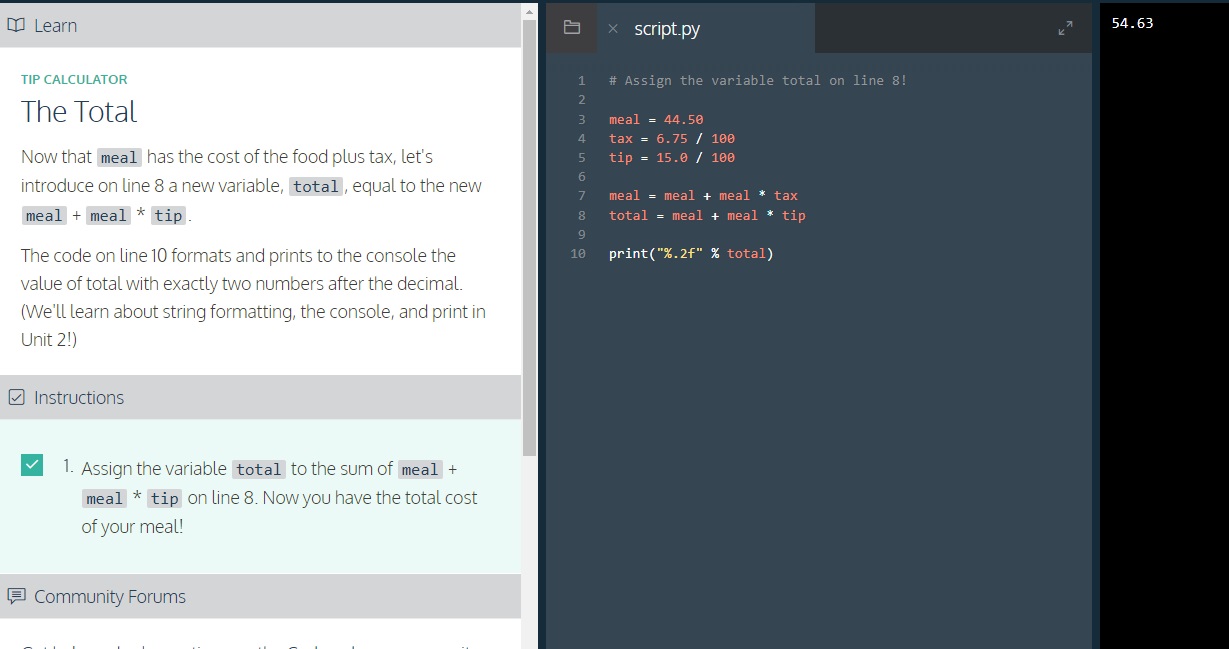 Learn
TIP CALCULATOR
The Total
Now that meal has the cost of the food plus tax, let's
introduce on line 8 a new variable, total, equal to the new
meal + meal * tip.
The code on line 10 formats and prints to the console the
value of total with exactly two numbers after the decimal.
(We'll learn about string formatting, the console, and print in
Unit 2!)
Instructions
1. Assign the variable total to the sum of meal +
meal * tip on line 8. Now you have the total cost
of your meal!
Community Forums
script.py
1 # Assign the variable total on line 8!
2
3 meal = 44.50
4 tax = 6.75 / 100
5 tip = 15.0 / 100
6
7 meal = meal + meal * tax
8 total = meal + meal * tip
9
10 print("%.2f" % total)
54.63